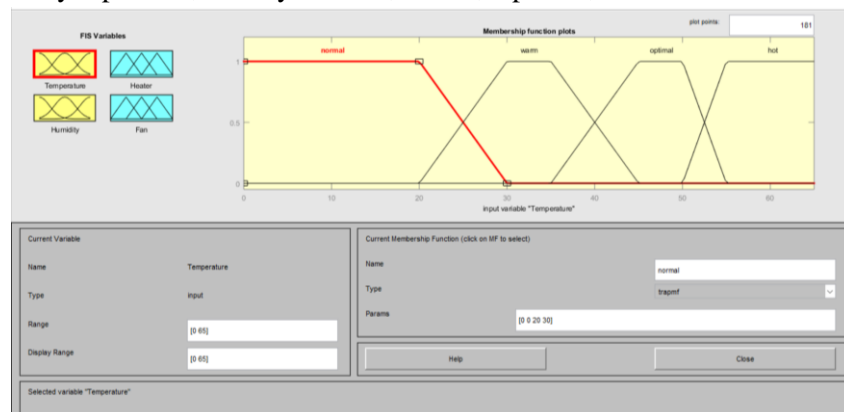 FIS Variables
Temperature
Heater
Humidity
Fan
Membership function plots
plot points:
181
normal
warm
optimal
hot
1
0.5
0
0
10
20
30
40
50
60
input variable "Temperature"
Current Variable
Name
Temperature
Type
input
Range
[0 65]
Display Range
[0 65]
Current Membership Function (click on MF to select)
Name
normal
Type
trapmf
Params
[0 0 20 30]
Help
Close
Selected variable "Temperature"